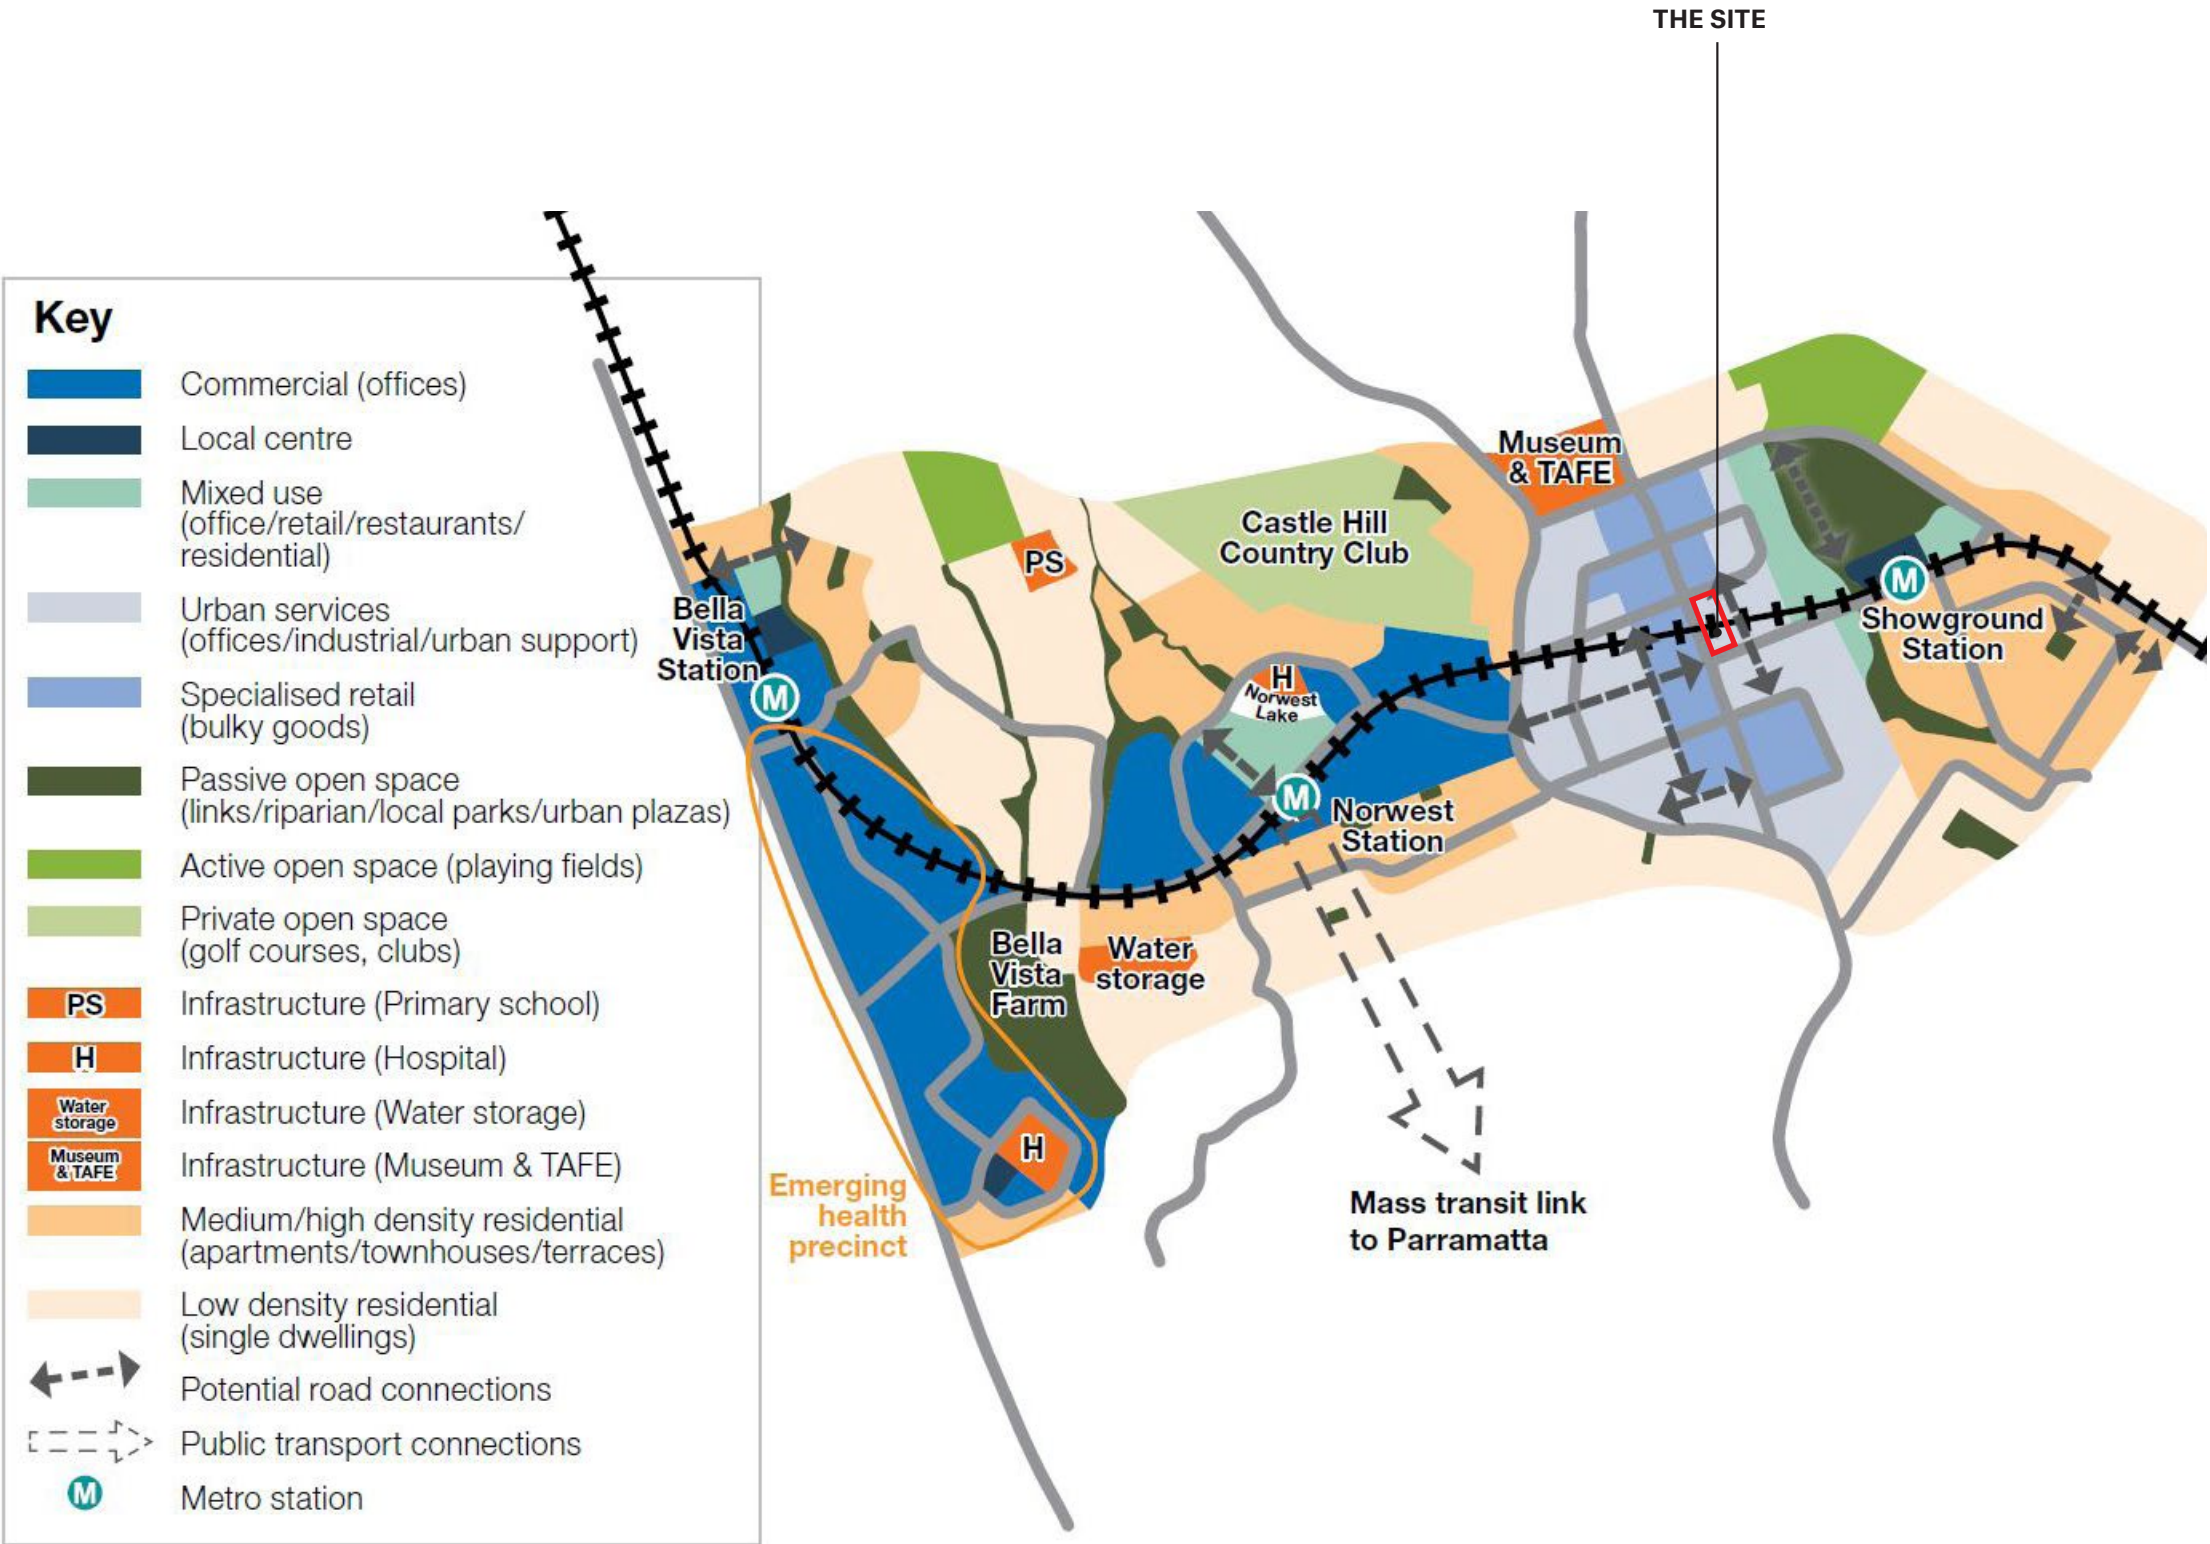 THE SITE
Key
Commercial (offices)
Local centre
Mixed use
(office/retail/restaurants/
residential)
Urban services
(offices/industrial/urban support)
Specialised retail
(bulky goods)
Passive open space
(links/riparian/local parks/urban plazas)
Active open space (playing fields)
Private open space
(golf courses, clubs)
PS
Infrastructure (Primary school)
H
Infrastructure (Hospital)
Water
storage
Infrastructure (Water storage)
Museum
& TAFE
Infrastructure (Museum & TAFE)
Medium/high density residential
(apartments/townhouses/terraces)
Low density residential
(single dwellings)
Potential road connections
Public transport connections
M
Metro station
Bella
Vista
Station
M
PS
Castle Hill
Country Club
Museum
& TAFE
H
Norwest
Lake
M
Norwest
Station
M
Showground
Station
Bella
Vista
Farm
Water
storage
H
Emerging
health
precinct
Mass transit link
to Parramatta